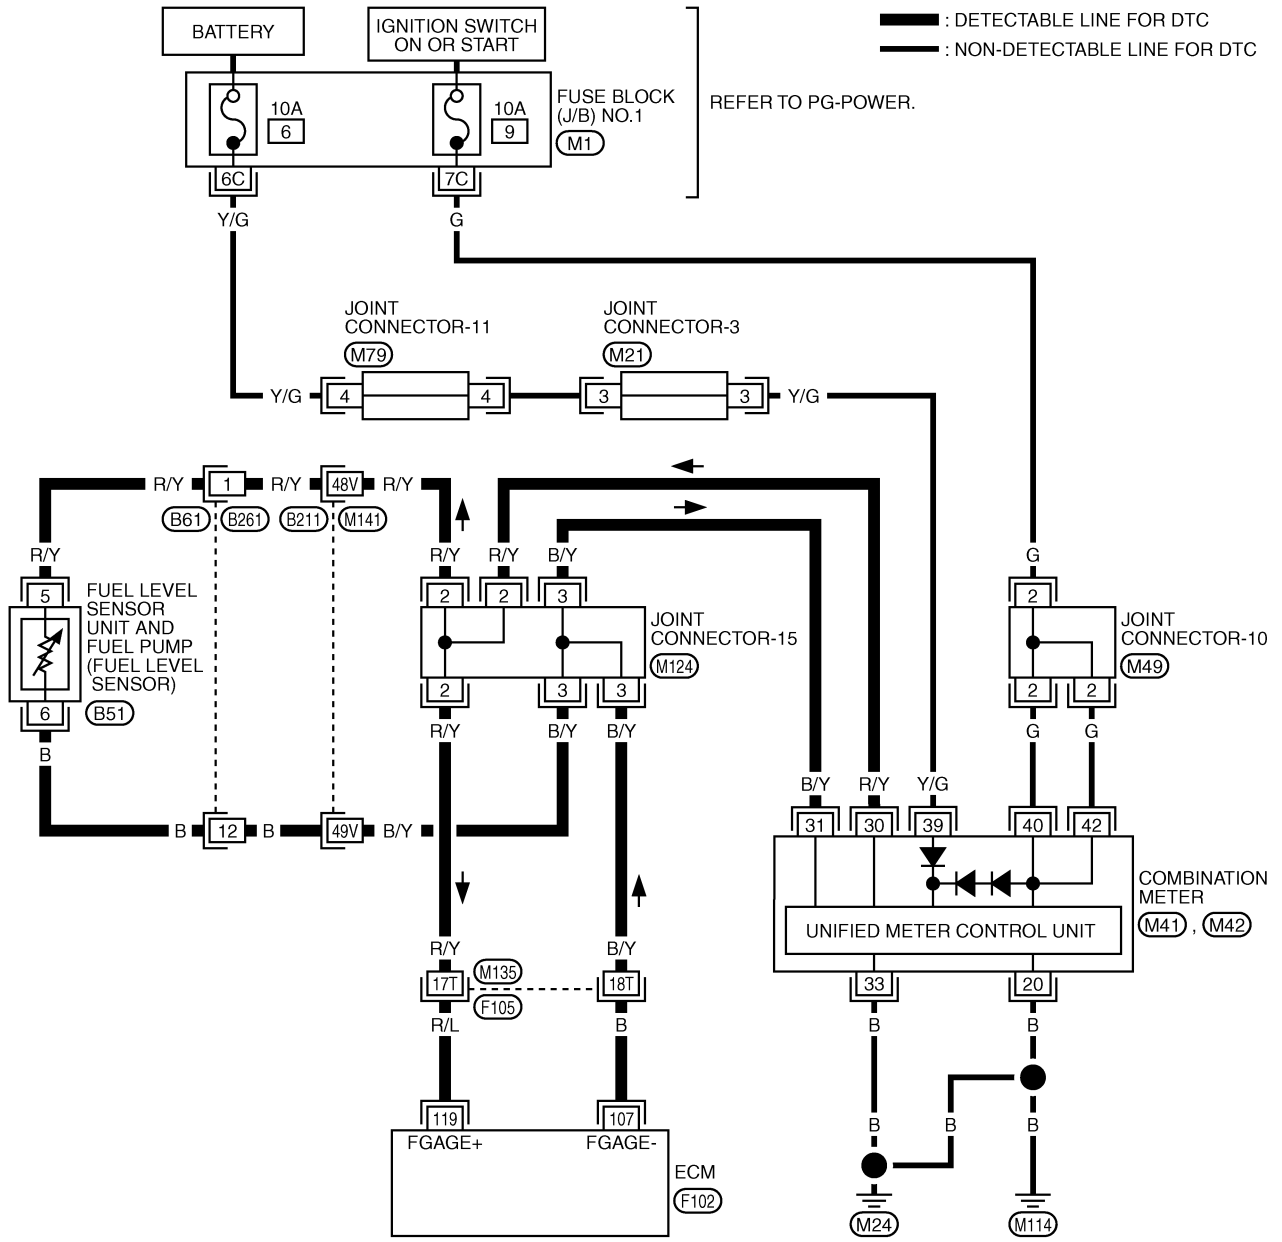 BATTERY
IGNITION SWITCH
ON OR START
: DETECTABLE LINE FOR DTC
: NON-DETECTABLE LINE FOR DTC
10A
6
10A
9
FUSE BLOCK
(J/B) NO.1
M1
REFER TO PG-POWER.
6C
7C
Y/G
G
JOINT
CONNECTOR-11
M79
JOINT
CONNECTOR-3
M21
Y/G
4
4
3
3
Y/G
R/Y
1
R/Y
48V
R/Y
B61
B261
B211
M141
R/Y
R/Y
R/Y
B/Y
G
5
2
2
3
2
FUEL LEVEL
SENSOR
UNIT AND
FUEL PUMP
(FUEL LEVEL
SENSOR)
B51
JOINT
CONNECTOR-15
M124
JOINT
CONNECTOR-10
M49
6
2
3
3
2
2
B
R/Y
B/Y
B/Y
G
G
B/Y
R/Y
Y/G
B
12
B
49V
B/Y
31
30
39
40
42
COMBINATION
METER
M41 , M42
UNIFIED METER CONTROL UNIT
R/Y
B/Y
17T
M135
F105
18T
33
20
R/L
B
B
B
119
107
FGAGE+
FGAGE-
ECM
F102
B
B
B
M24
M114